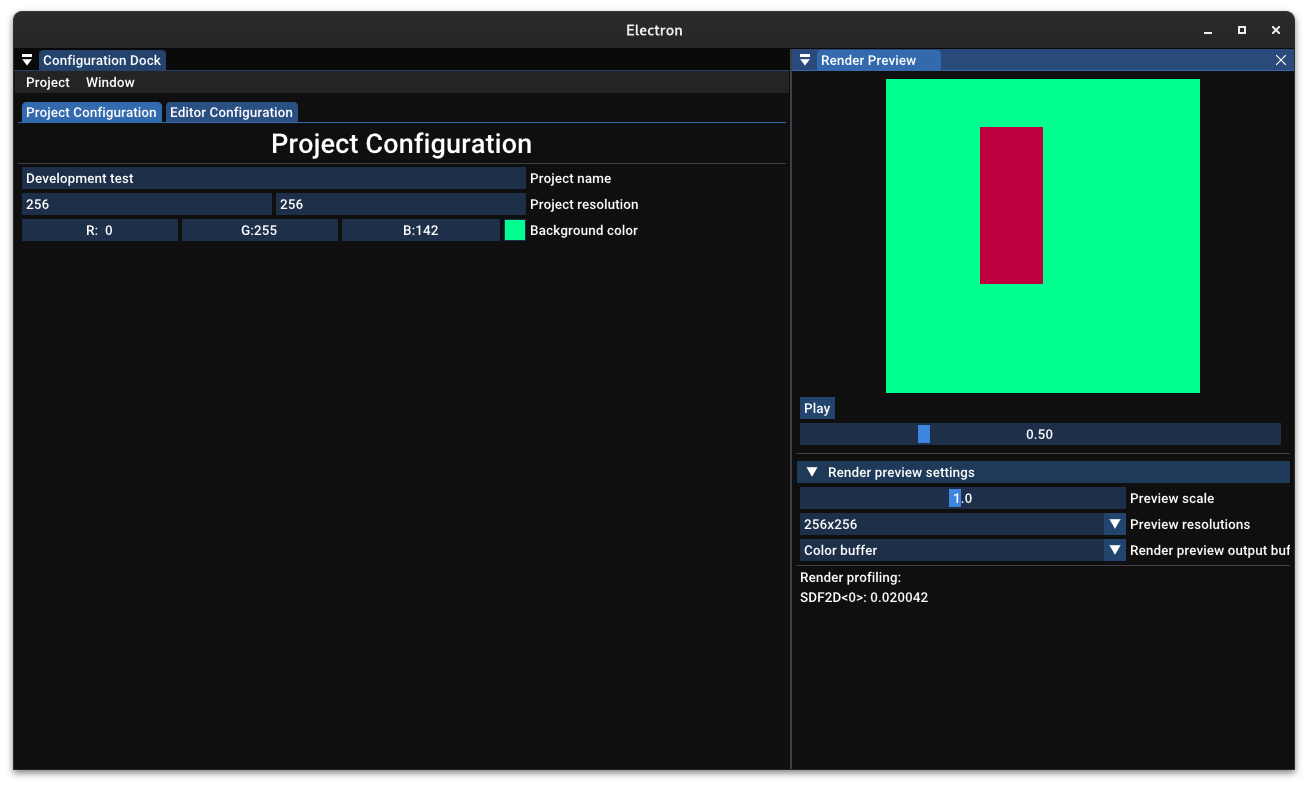 Electron
Configuration Dock
Project Window
Project Configuration Editor Configuration
Project Configuration
Development test Project name
256 256 Project resolution
R: 0 G:255 B:142 Background color
Render Preview
Play
0.50
Render preview settings
1.0 Preview scale
256x256 Preview resolutions
Color buffer Render preview output buf
Render profiling:
SDF2D<0>: 0.020042